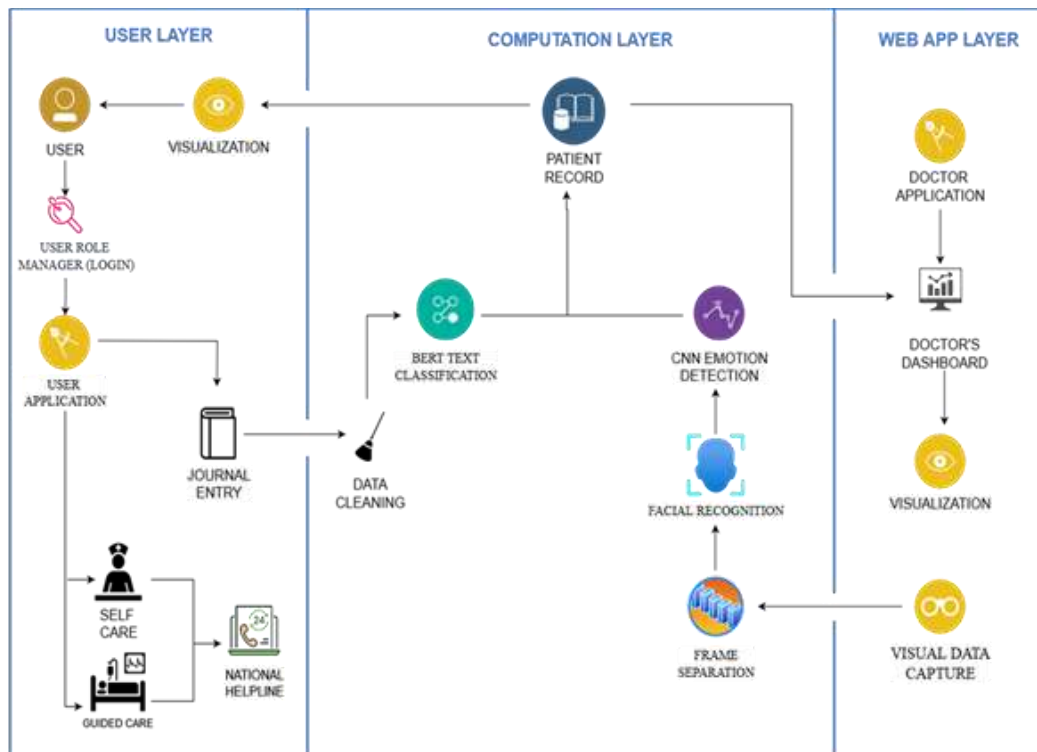 USER LAYER
COMPUTATION LAYER
WEB APP LAYER
USER
VISUALIZATION
PATIENT
RECORD
DOCTOR
APPLICATION
USER ROLE
MANAGER (LOGIN)
BERT TEXT
CLASSIFICATION
CNN EMOTION
DETECTION
DOCTOR'S
DASHBOARD
USER
APPLICATION
JOURNAL
ENTRY
DATA
CLEANING
FACIAL RECOGNITION
VISUALIZATION
SELF
CARE
24
NATIONAL
HELPLINE
GUIDED CARE
FRAME
SEPARATION
VISUAL DATA
CAPTURE